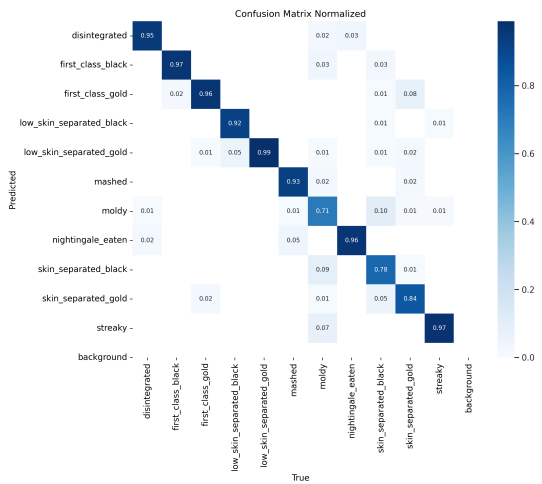 Confusion Matrix Normalized
disintegrated 0.95 0.02 0.03
first_class_black 0.97 0.03 0.03
first_class_gold 0.02 0.96 0.01 0.08
low_skin_separated_black 0.92 0.01 0.01
low_skin_separated_gold 0.01 0.05 0.99 0.01 0.01 0.02
mashed 0.93 0.02 0.02
moldy 0.01 0.01 0.71 0.10 0.01 0.01
nightingale_eaten 0.02 0.05 0.96
skin_separated_black 0.09 0.78 0.01
skin_separated_gold 0.02 0.01 0.05 0.84
streaky 0.07 0.97
background
Predicted
disintegrated
first_class_black
first_class_gold
low_skin_separated_black
low_skin_separated_gold
mashed
moldy
nightingale_eaten
skin_separated_black
skin_separated_gold
streaky
background
True
0.8
0.6
0.4
0.2
0.0